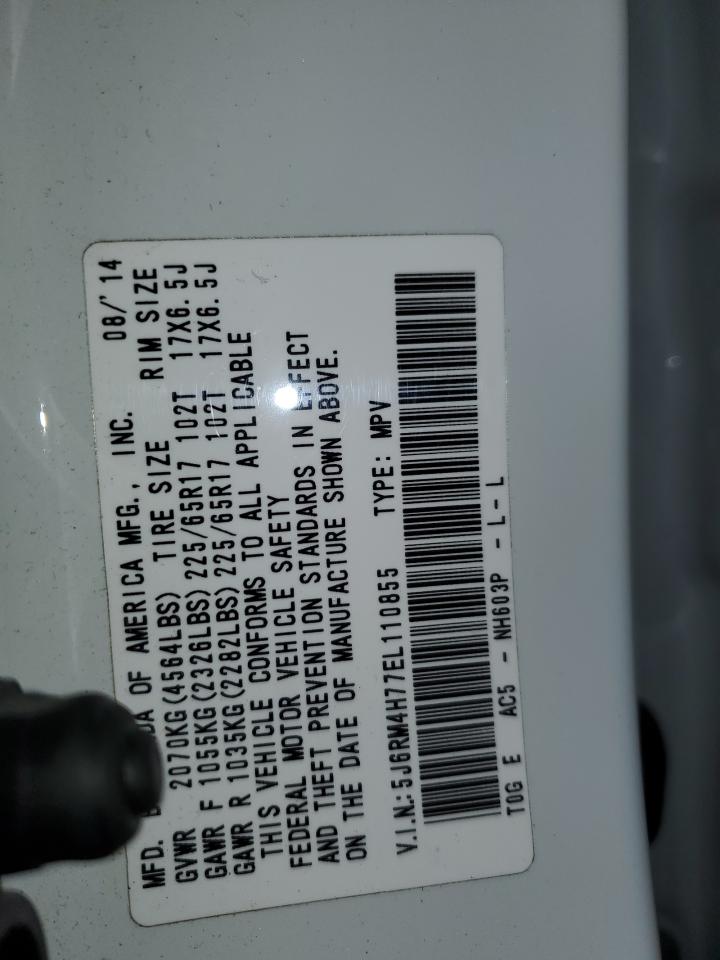 MFD. B DA OF AMERICA MFG., INC. 08/'14
GVWR 2070KG(4564LBS) TIRE SIZE RIM SIZE
GAWR F 1055KG(2326LBS) 225/65R17 102T 17X6.5J
GAWR R 1035KG(2282LBS) 225/65R17 102T 17X6.5J
THIS VEHICLE CONFORMS TO ALL APPLICABLE
FEDERAL MOTOR VEHICLE SAFETY
AND THEFT PREVENTION STANDARDS IN EFFECT
ON THE DATE OF MANUFACTURE SHOWN ABOVE.
V.I.N.:5J6RM4H77EL110855 TYPE: MPV
T0G E AC5 - NH603P - L - L